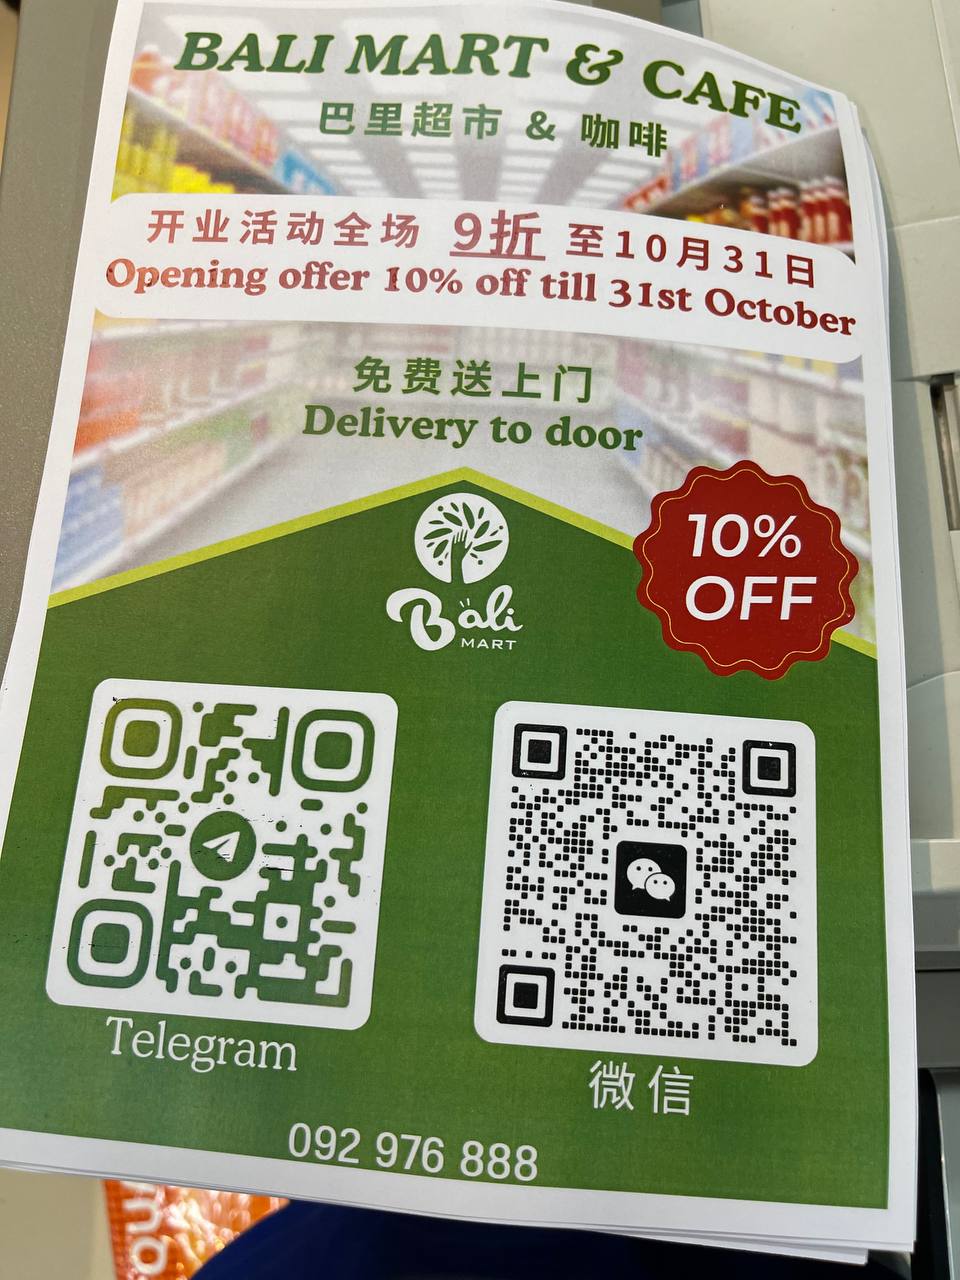 BALI MART & CAFE
巴里超市 & 咖啡
开业活动全场 9折 至10月31日
Opening offer 10% off till 31st October
免费送上门
Delivery to door
10%
OFF
Bali
MART
Telegram
微信
092 976 888